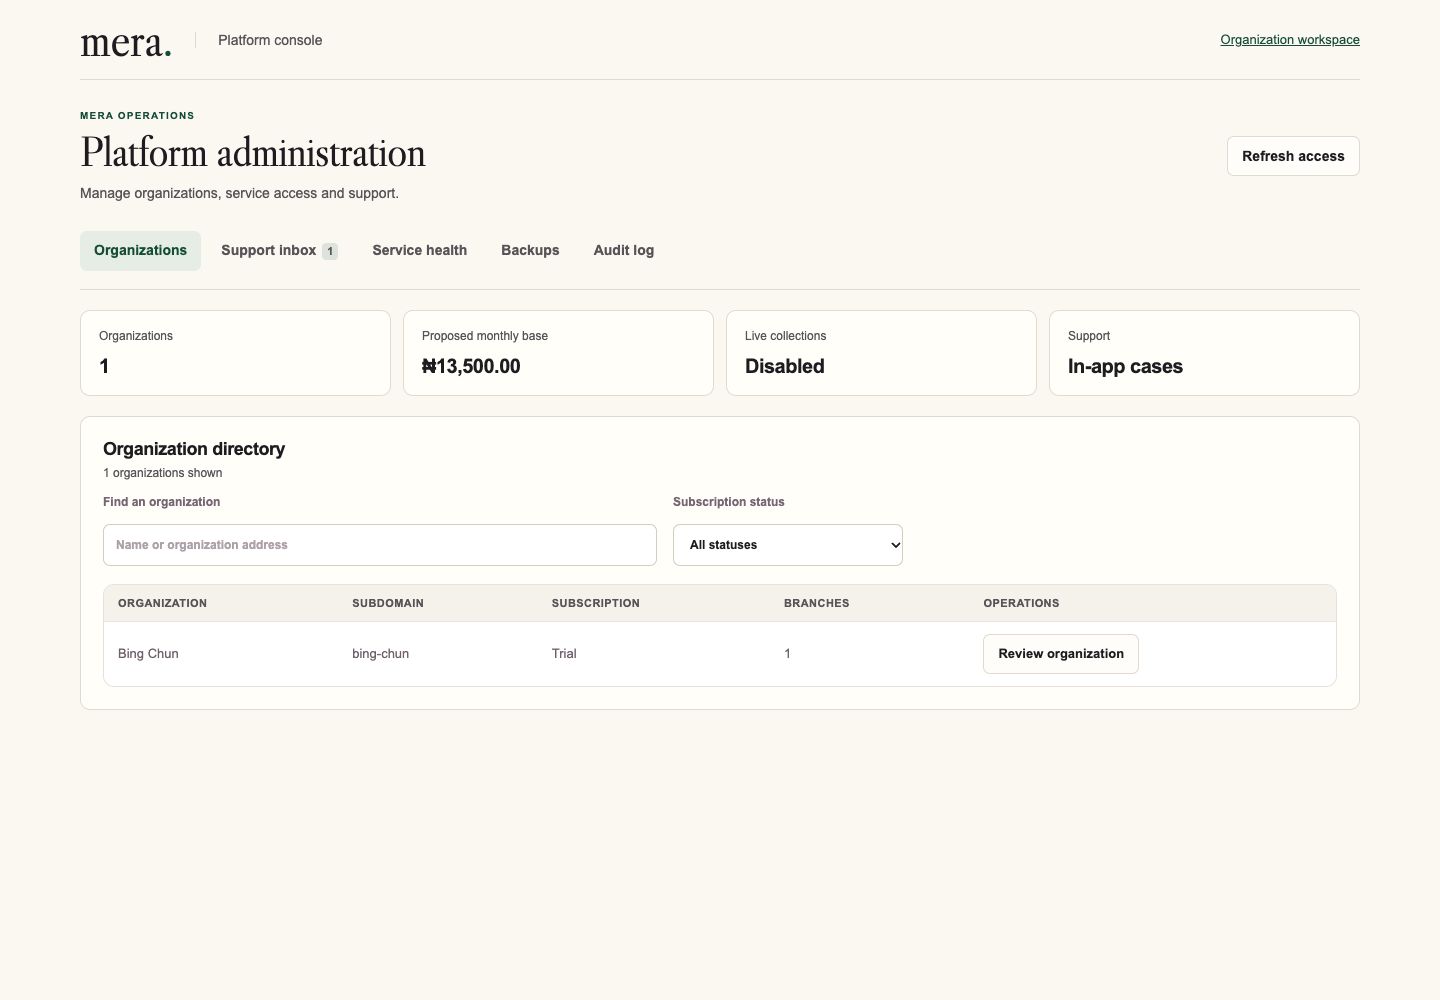 mera.
Platform console
Organization workspace
MERA OPERATIONS
Platform administration
Refresh access
Manage organizations, service access and support.
Organizations
Support inbox 1
Service health
Backups
Audit log
Organizations
1
Proposed monthly base
₦13,500.00
Live collections
Disabled
Support
In-app cases
Organization directory
1 organizations shown
Find an organization
Subscription status
Name or organization address
All statuses
ORGANIZATION SUBDOMAIN SUBSCRIPTION BRANCHES OPERATIONS
Bing Chun bing-chun Trial 1 Review organization